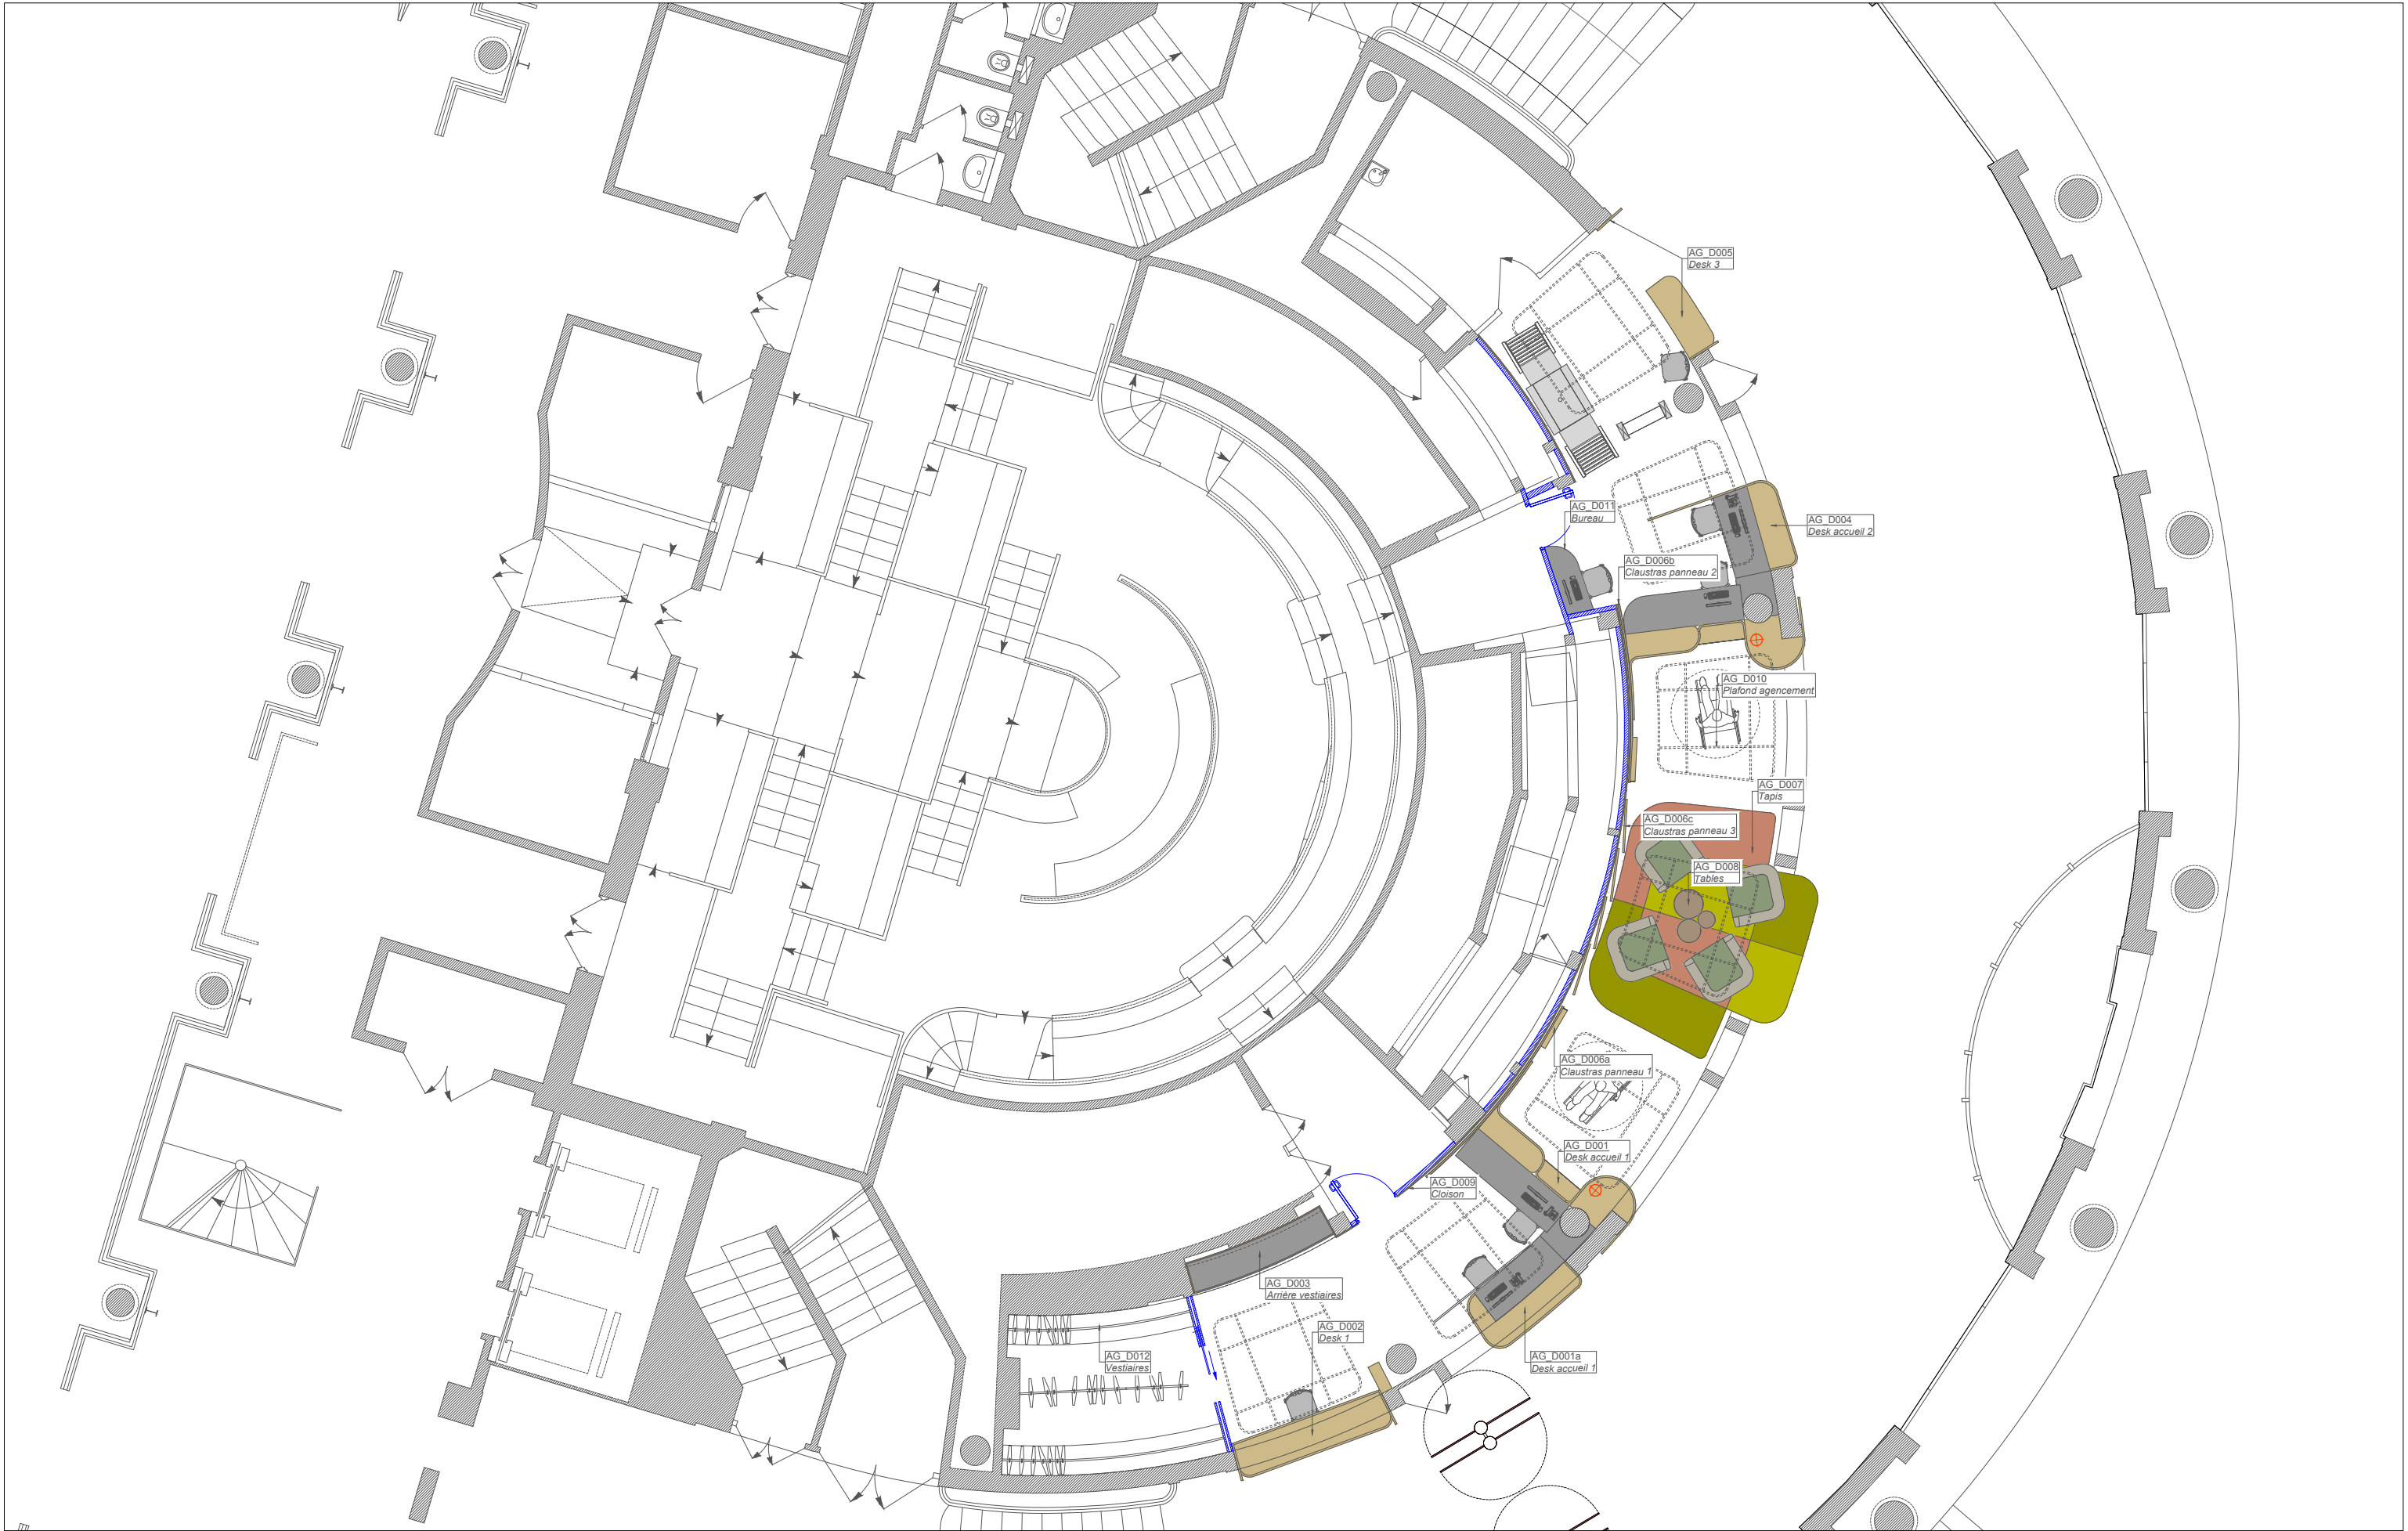 AG_D005
Desk 3
AG_D011
Bureau
AG_D004
Desk accueil 2
AG_D006b
Claustras panneau 2
AG_D010
Plafond agencement
AG_D007
Tapis
AG_D006c
Claustras panneau 3
AG_D008
Tables
AG_D006a
Claustras panneau 1
AG_D001
Desk accueil 1
AG_D009
Cloison
AG_D003
Arrière vestiaires
AG_D002
Desk 1
AG_D012
Vestiaires
AG_D001a
Desk accueil 1